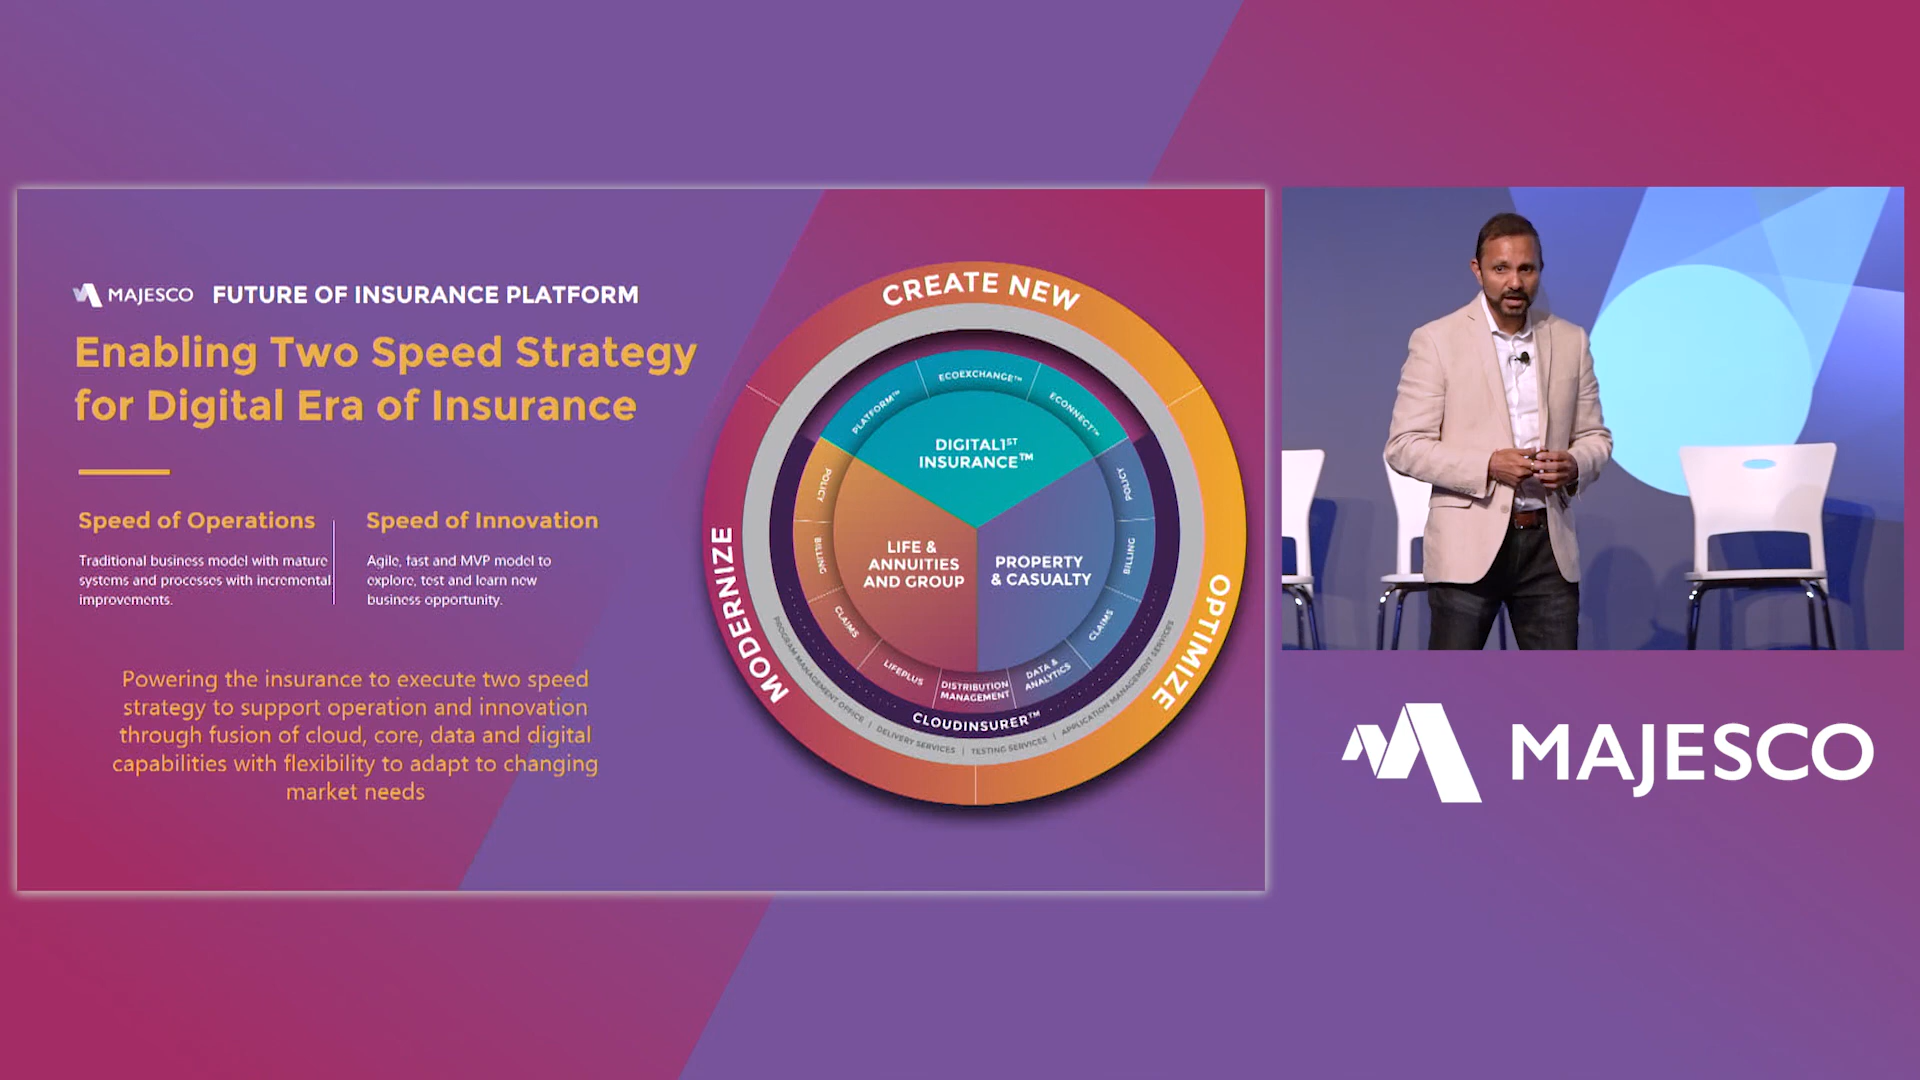 MAJESCO FUTURE OF INSURANCE PLATFORM
Enabling Two Speed Strategy
for Digital Era of Insurance
Speed of Operations
Traditional business model with mature
systems and processes with incremental
improvements.
Speed of Innovation
Agile, fast and MVP model to
explore, test and learn new
business opportunity.
Powering the insurance to execute two speed
strategy to support operation and innovation
through fusion of cloud, core, data and digital
capabilities with flexibility to adapt to changing
market needs
CREATE NEW
OPTIMIZE
MODERNIZE
PLATFORM™
ECOEXCHANGE™
ECONNECT™
DIGITAL1ST
INSURANCE™
POLICY
BILLING
CLAIMS
LIFEPLUS
DISTRIBUTION
MANAGEMENT
DATA &
ANALYTICS
CLAIMS
BILLING
POLICY
LIFE &
ANNUITIES
AND GROUP
PROPERTY
& CASUALTY
CLOUDINSURER™
PROGRAM MANAGEMENT OFFICE | DELIVERY SERVICES | TESTING SERVICES | APPLICATION MANAGEMENT SERVICES
MAJESCO